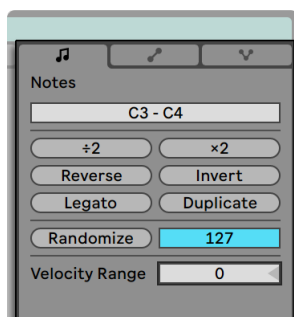 Notes
C3 - C4
÷2 ×2
Reverse Invert
Legato Duplicate
Randomize 127
Velocity Range 0